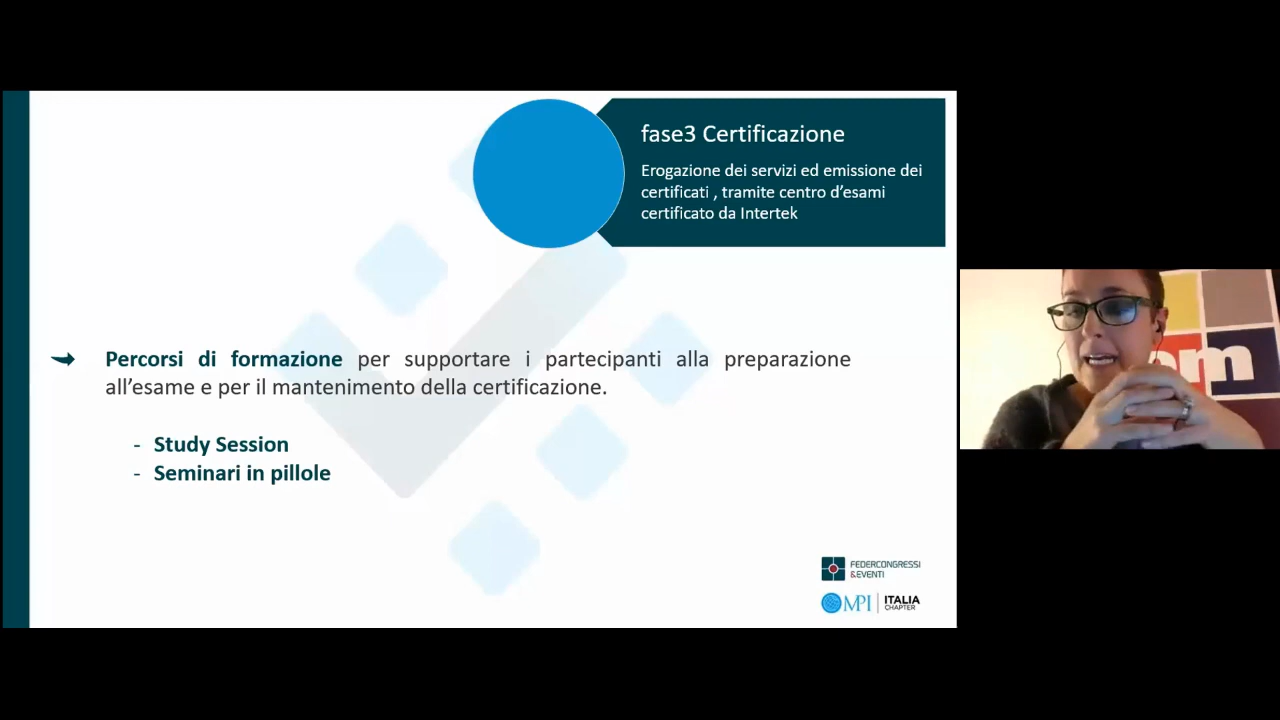 fase3 Certificazione
Erogazione dei servizi ed emissione dei
certificati , tramite centro d'esami
certificato da Intertek
Percorsi di formazione per supportare i partecipanti alla preparazione
all'esame e per il mantenimento della certificazione.
- Study Session
- Seminari in pillole
FEDERCONGRESSI
&EVENTI
MPI | ITALIA
CHAPTER
m